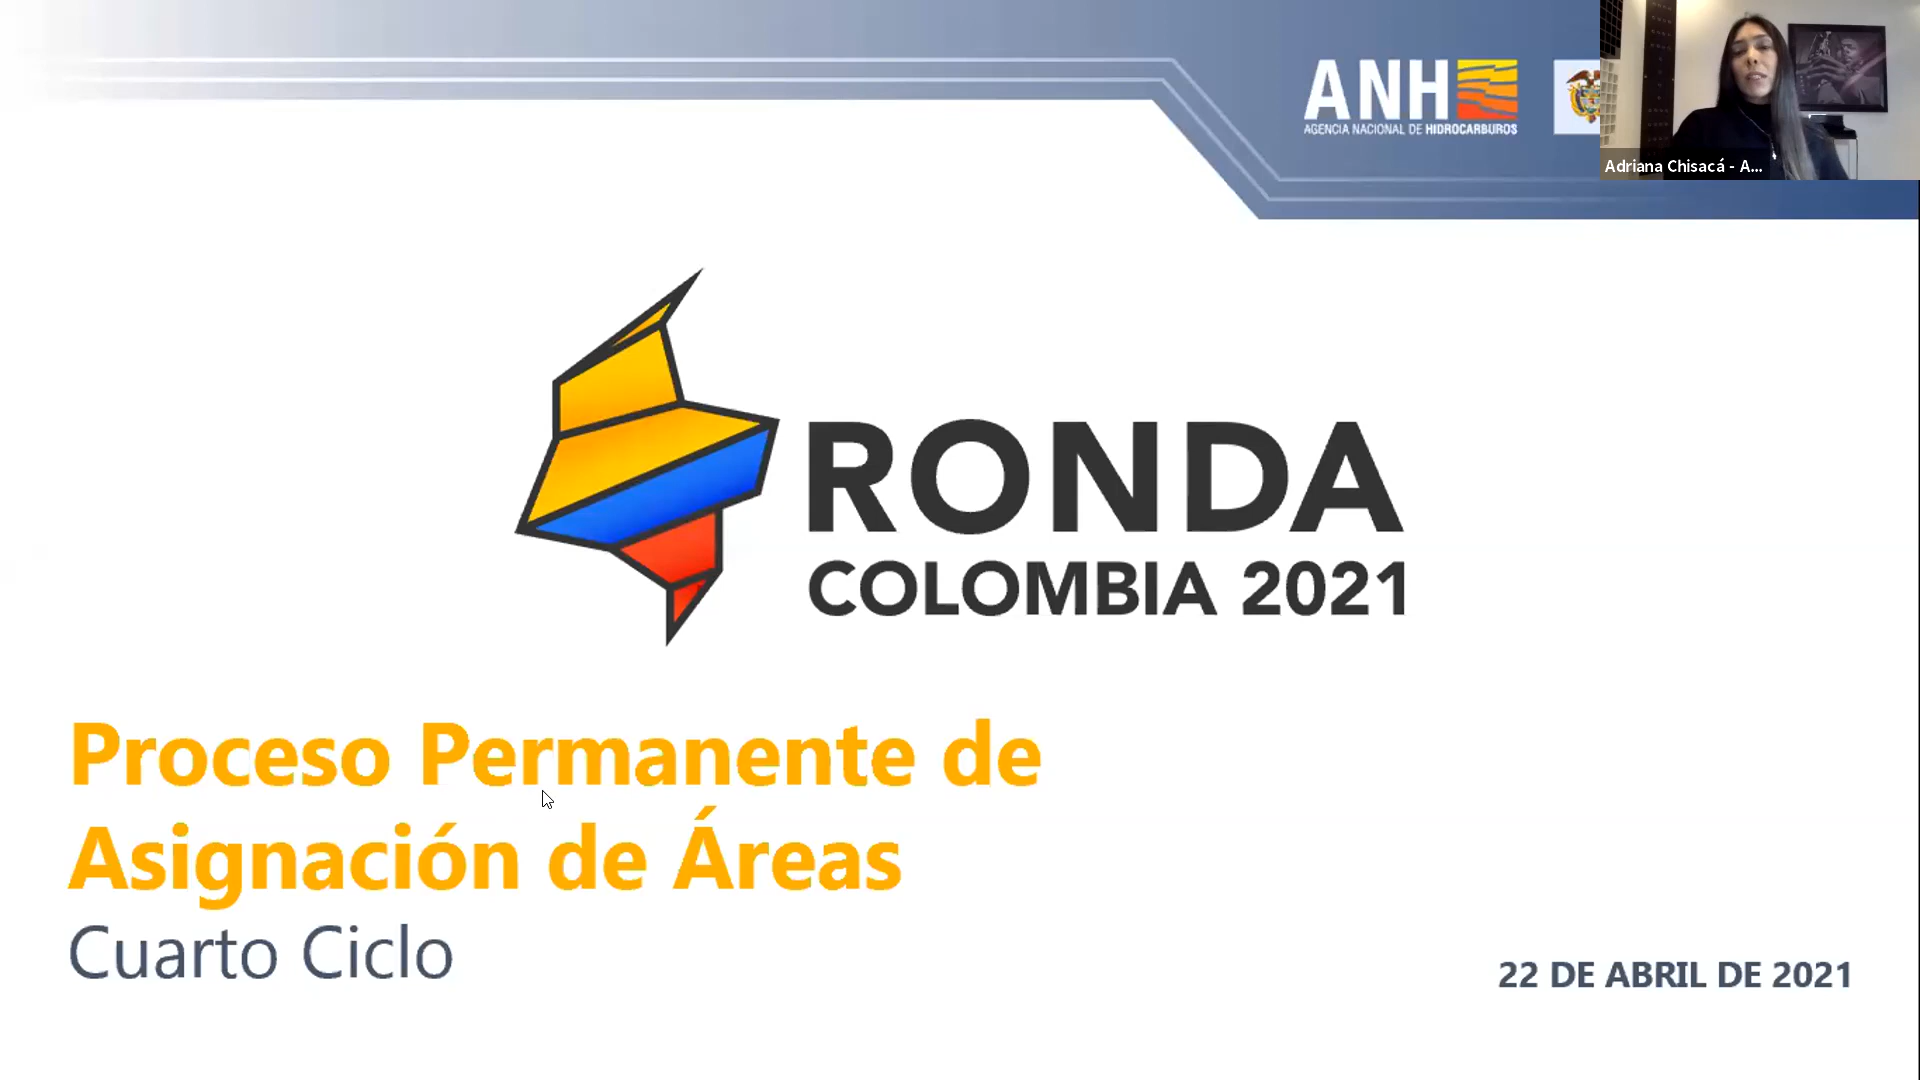 ANH
AGENCIA NACIONAL DE HIDROCARBUROS
Adriana Chisacá - A...
RONDA
COLOMBIA 2021
Proceso Permanente de
Asignación de Áreas
Cuarto Ciclo
22 DE ABRIL DE 2021